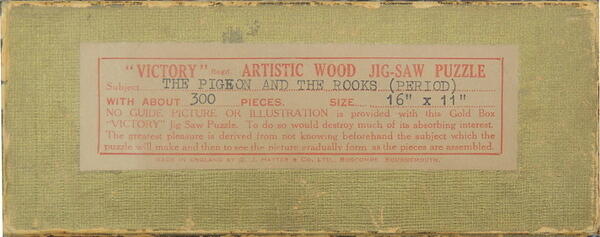 "VICTORY" Regd. ARTISTIC WOOD JIG-SAW PUZZLE
Subject THE PIGEON AND THE ROOKS (PERIOD)
WITH ABOUT 300 PIECES. SIZE 16" x 11"
NO GUIDE PICTURE OR ILLUSTRATION is provided with this Gold Box
"VICTORY" Jig Saw Puzzle. To do so would destroy much of its absorbing interest.
The greatest pleasure is derived from not knowing beforehand the subject which the
puzzle will make and then to see the picture gradually form as the pieces are assembled.
MADE IN ENGLAND BY G. J. HAYTER & CO. LTD., BOSCOMBE, BOURNEMOUTH.